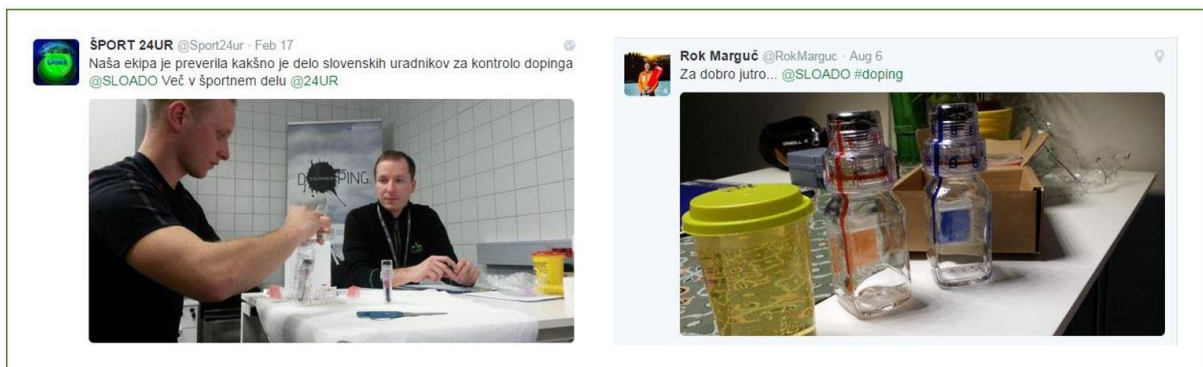 ŠPORT 24UR @Sport24ur · Feb 17
Naša ekipa je preverila kakšno je delo slovenskih uradnikov za kontrolo dopinga
@SLOADO Več v športnem delu @24UR
D PING.
Rok Marguč @RokMarguc · Aug 6
Za dobro jutro... @SLOADO #doping